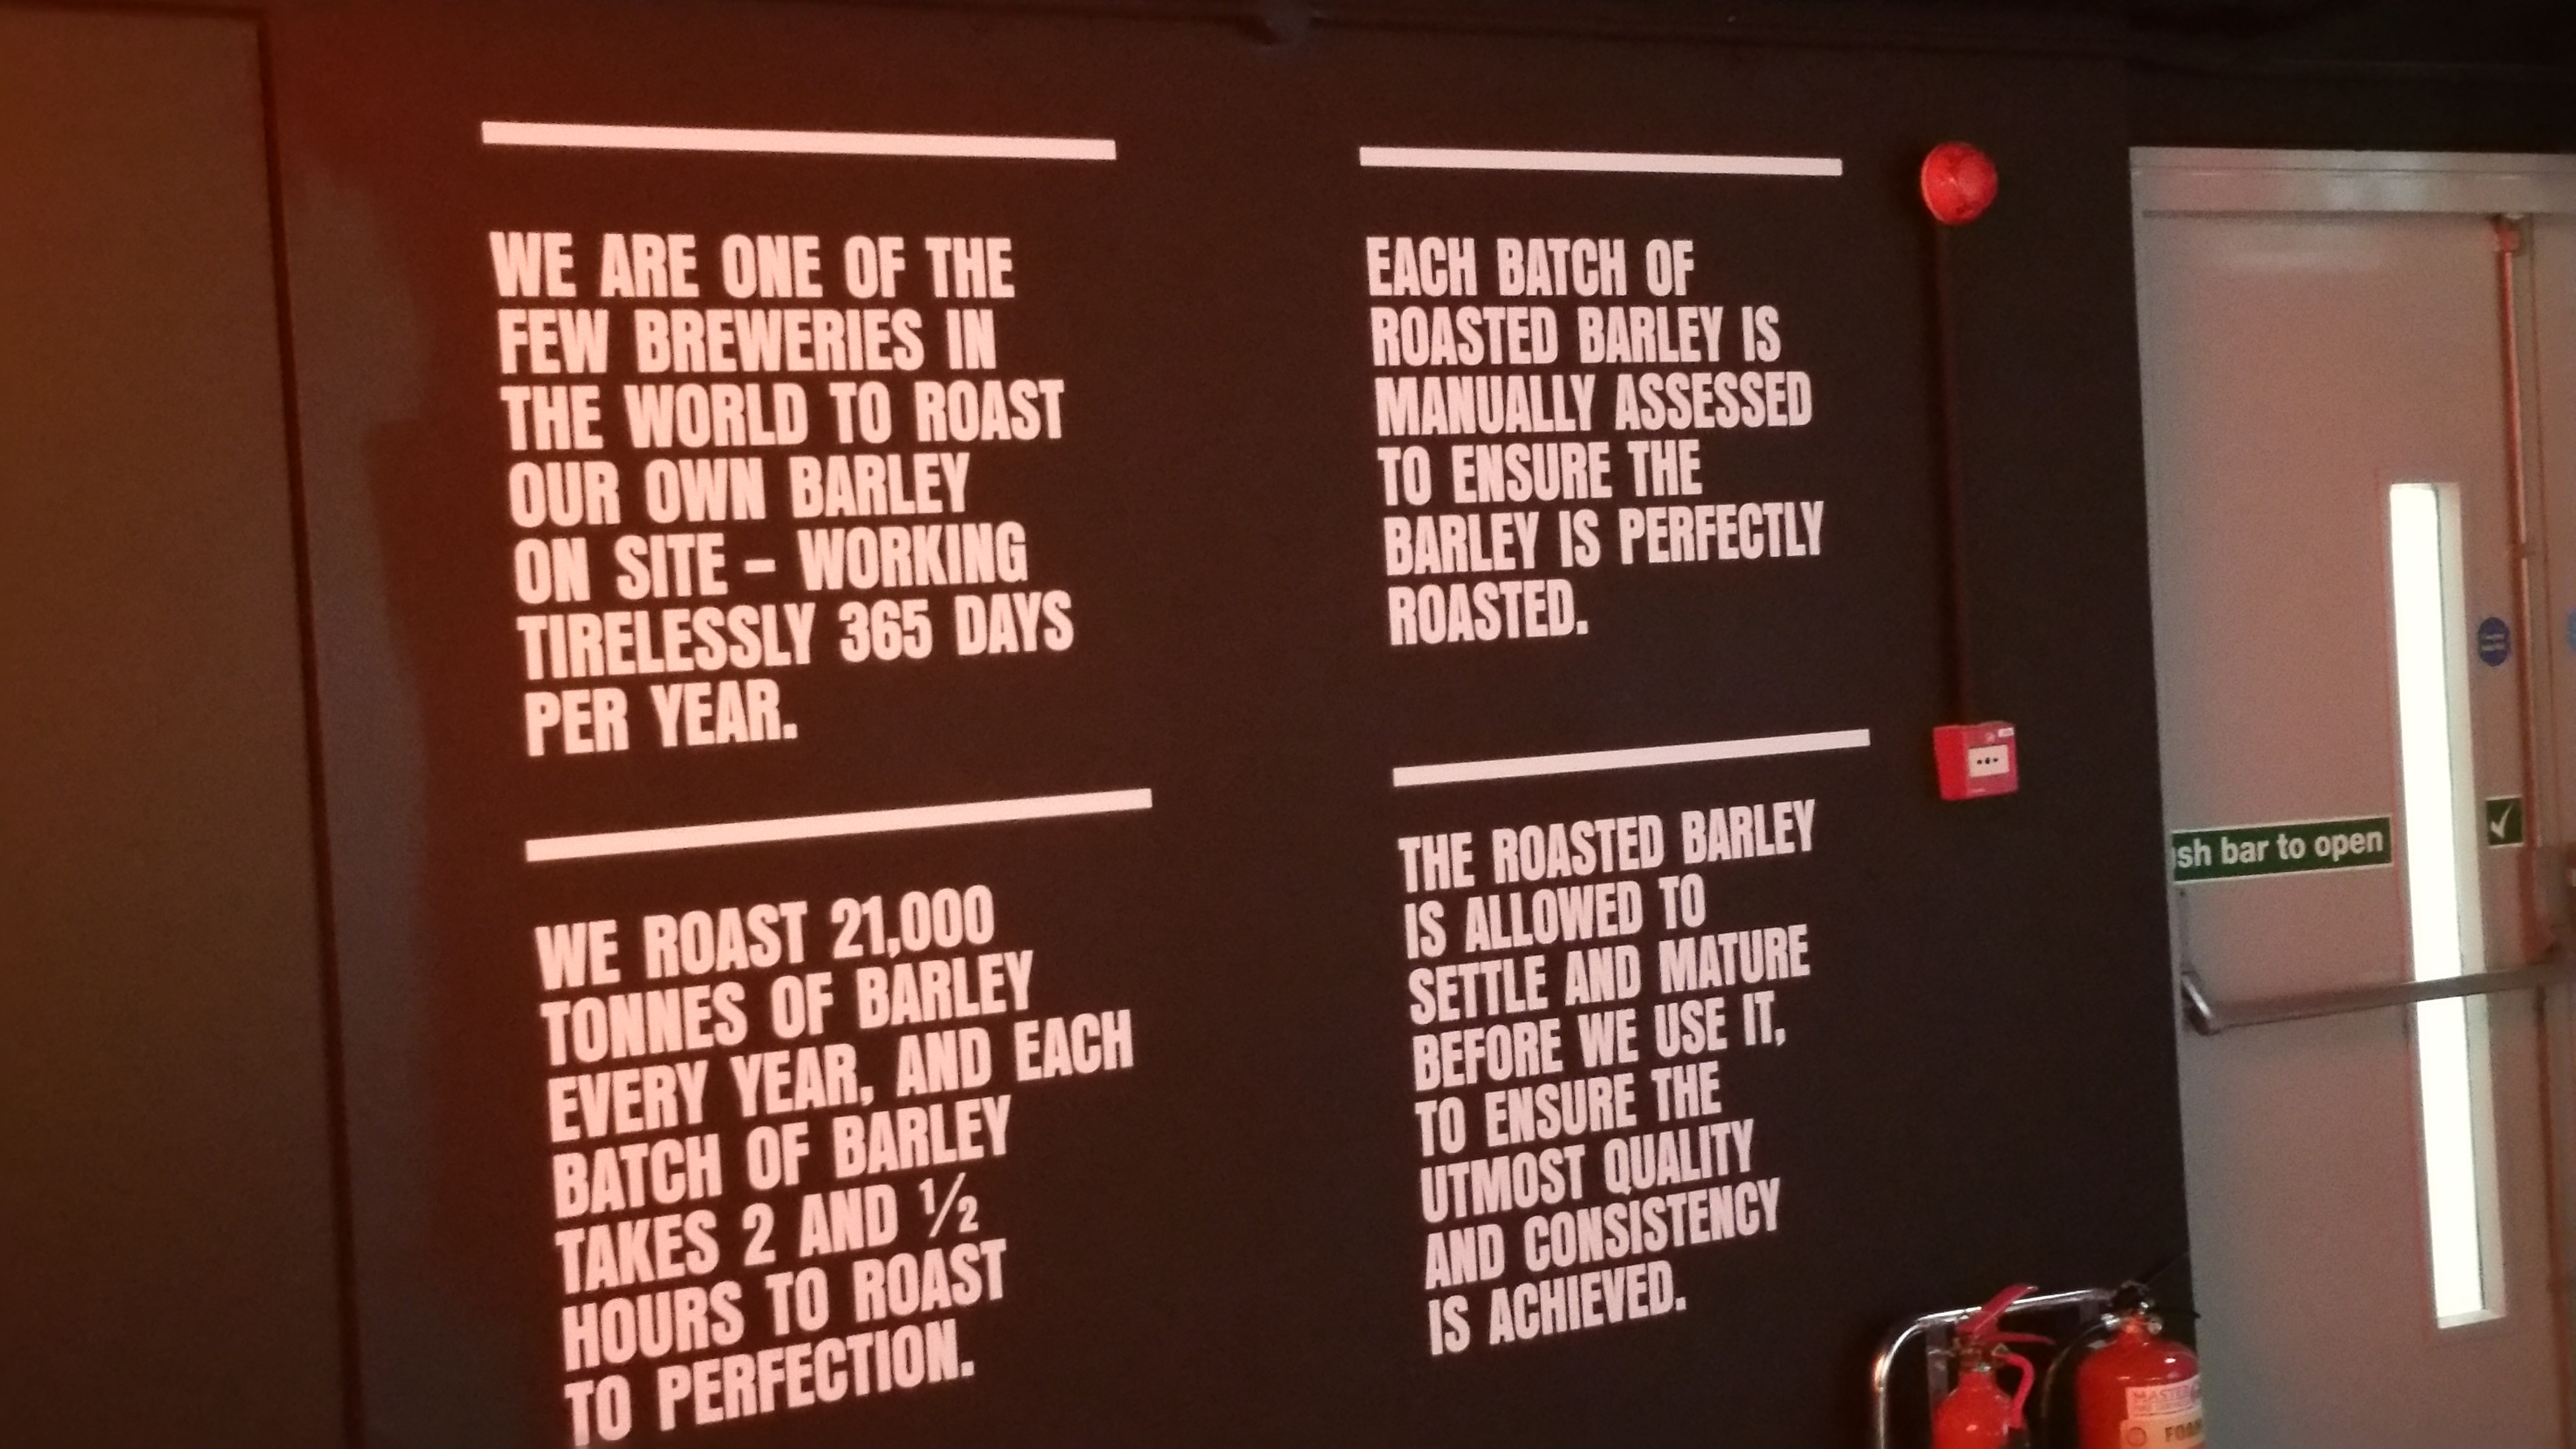 WE ARE ONE OF THE
FEW BREWERIES IN
THE WORLD TO ROAST
OUR OWN BARLEY
ON SITE – WORKING
TIRELESSLY 365 DAYS
PER YEAR.
WE ROAST 21,000
TONNES OF BARLEY
EVERY YEAR, AND EACH
BATCH OF BARLEY
TAKES 2 AND ½
HOURS TO ROAST
TO PERFECTION.
EACH BATCH OF
ROASTED BARLEY IS
MANUALLY ASSESSED
TO ENSURE THE
BARLEY IS PERFECTLY
ROASTED.
THE ROASTED BARLEY
IS ALLOWED TO
SETTLE AND MATURE
BEFORE WE USE IT,
TO ENSURE THE
UTMOST QUALITY
AND CONSISTENCY
IS ACHIEVED.
sh bar to open